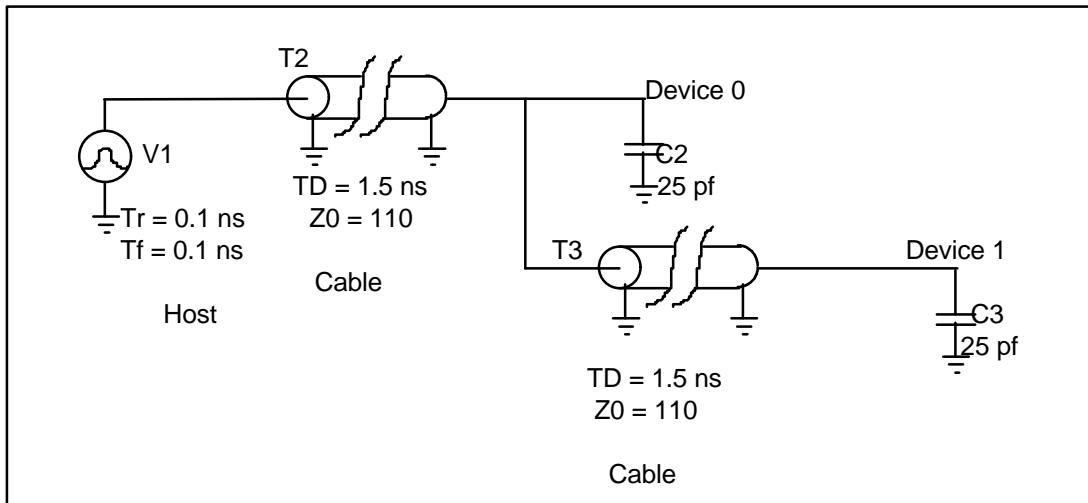 T2
Device 0
V1
C2
25 pf
TD = 1.5 ns
Z0 = 110
Tr = 0.1 ns
Tf = 0.1 ns
Cable
Host
T3
Device 1
C3
25 pf
TD = 1.5 ns
Z0 = 110
Cable